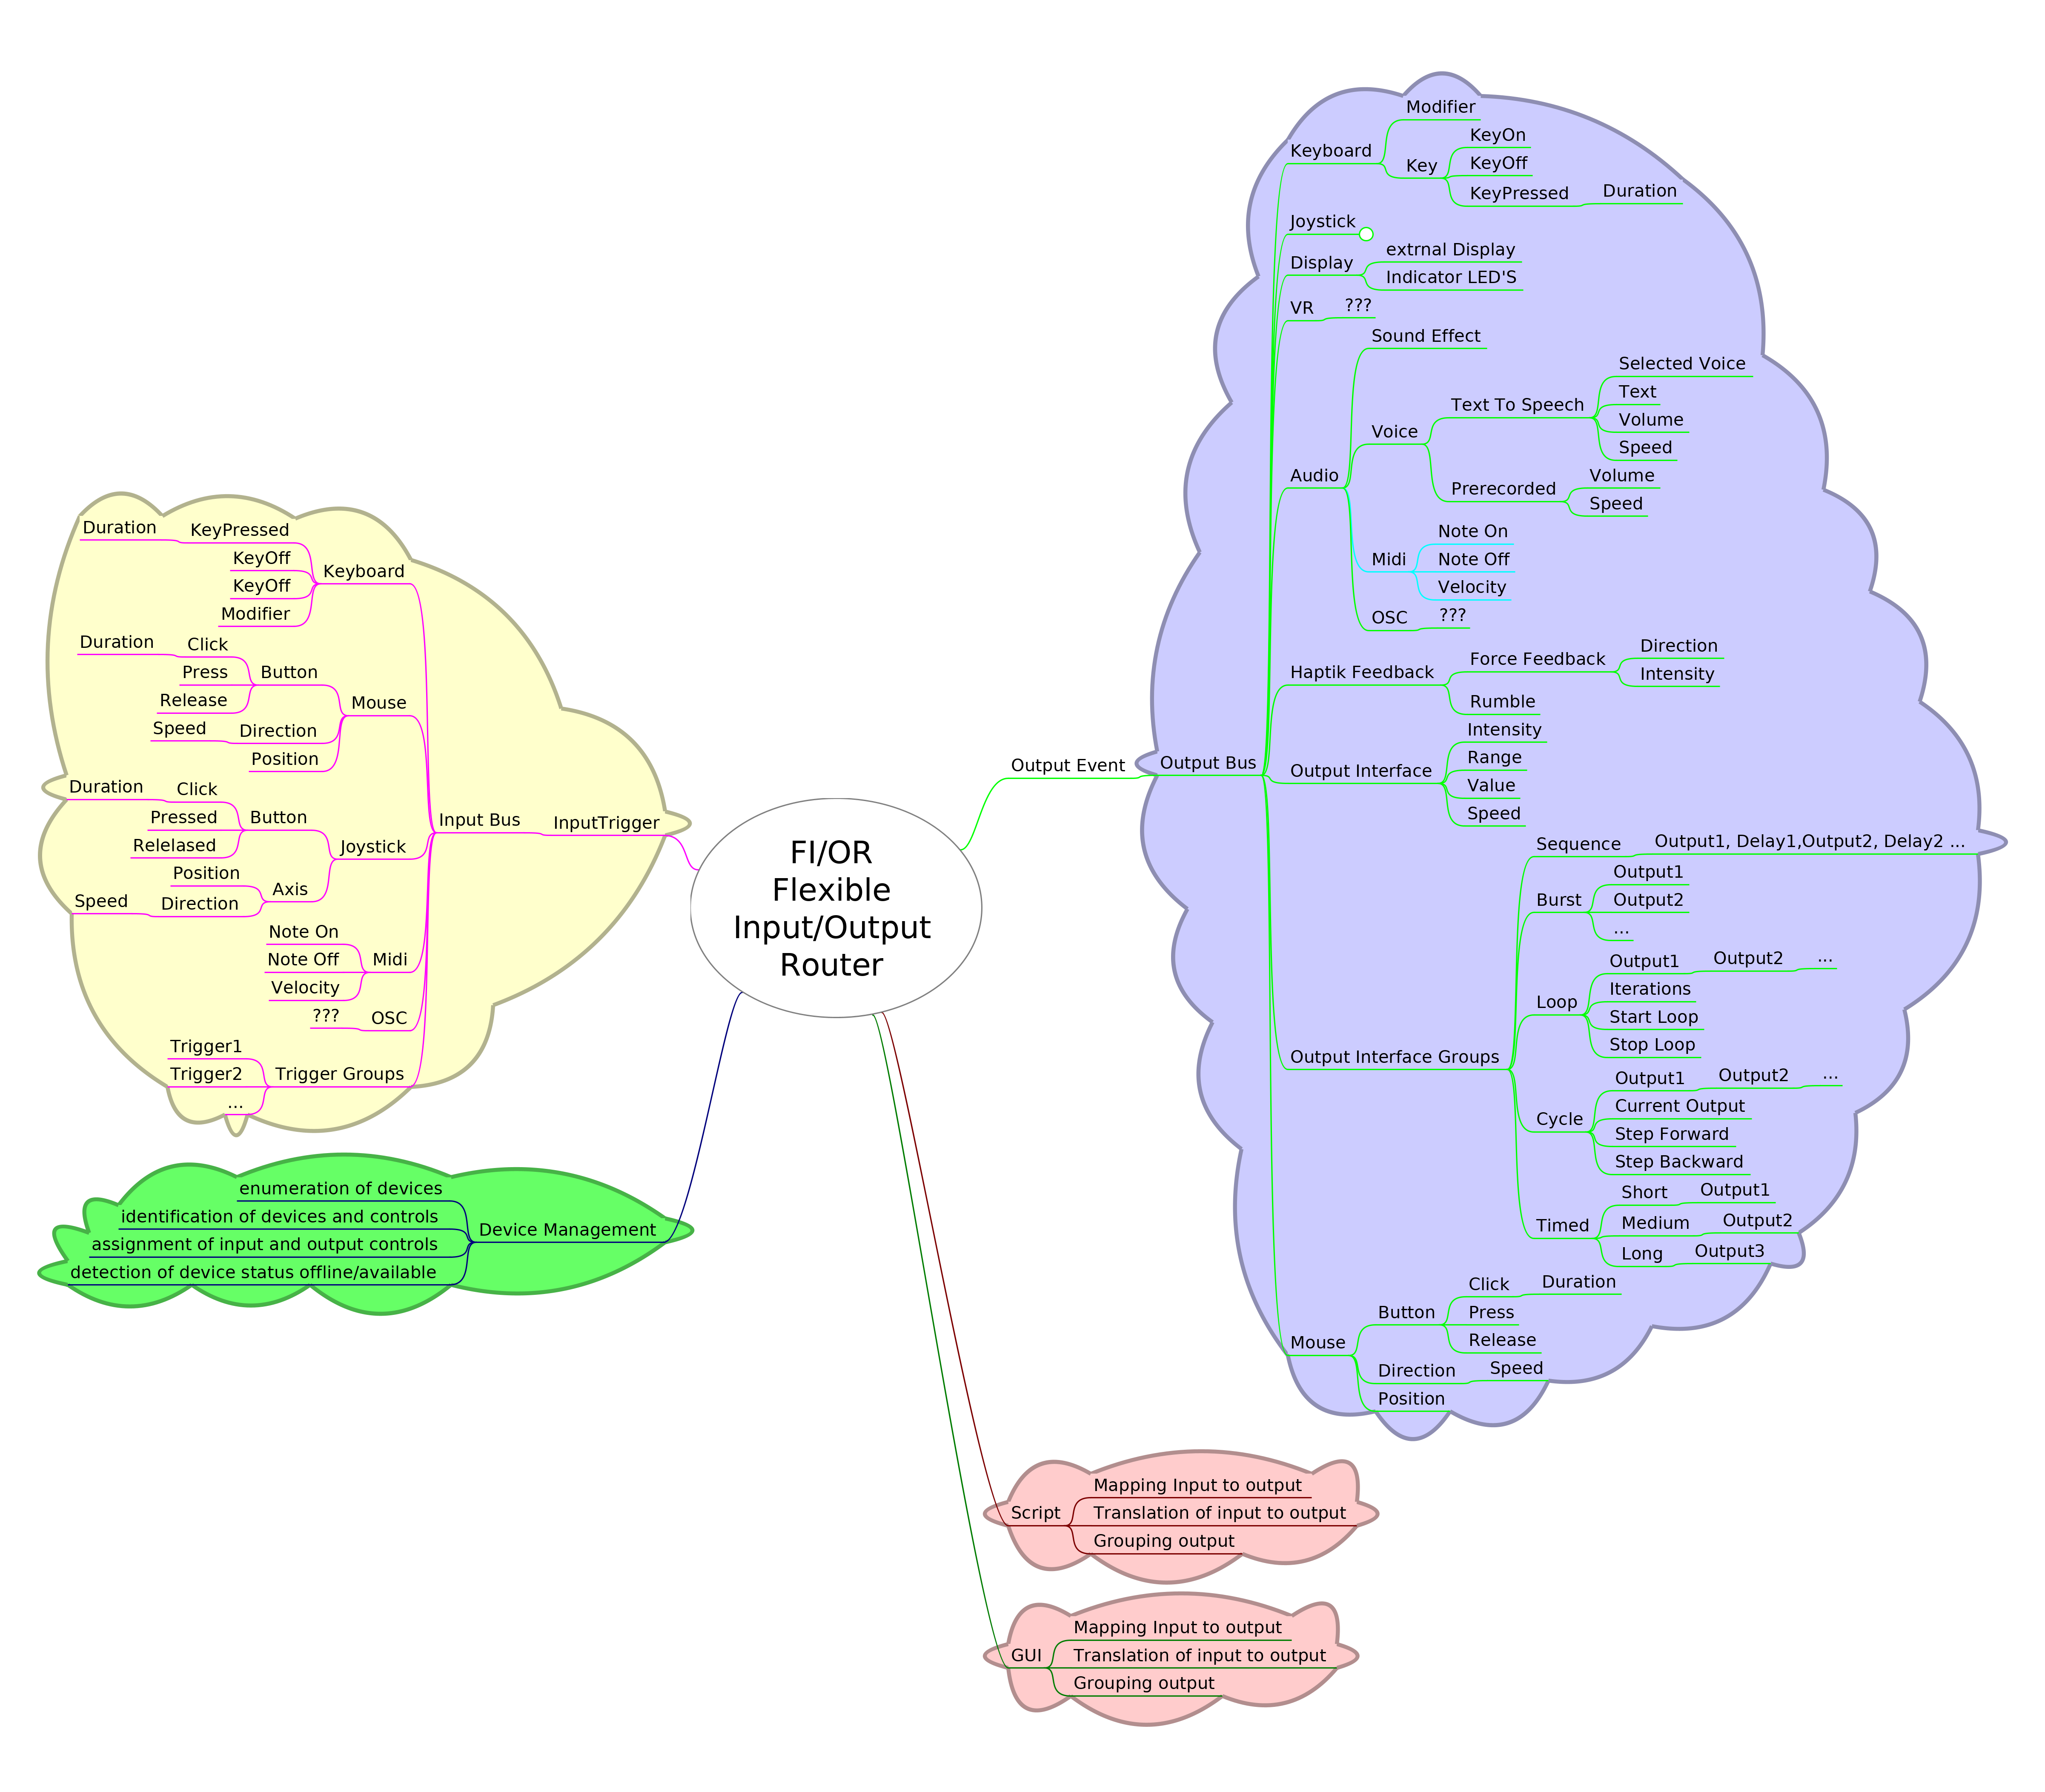 FI/OR
Flexible
Input/Output
Router
Output Event
Output Bus
Keyboard
Modifier
Key
KeyOn
KeyOff
KeyPressed
Duration
Joystick
Display
extrnal Display
Indicator LED'S
VR
???
Audio
Sound Effect
Voice
Text To Speech
Selected Voice
Text
Volume
Speed
Prerecorded
Volume
Speed
Midi
Note On
Note Off
Velocity
OSC
???
Haptik Feedback
Force Feedback
Direction
Intensity
Rumble
Output Interface
Intensity
Range
Value
Speed
Output Interface Groups
Sequence
Output1, Delay1,Output2, Delay2 ...
Burst
Output1
Output2
...
Loop
Output1
Output2
...
Iterations
Start Loop
Stop Loop
Cycle
Output1
Output2
...
Current Output
Step Forward
Step Backward
Timed
Short
Output1
Medium
Output2
Long
Output3
Mouse
Button
Click
Duration
Press
Release
Direction
Speed
Position
Script
Mapping Input to output
Translation of input to output
Grouping output
GUI
Mapping Input to output
Translation of input to output
Grouping output
InputTrigger
Input Bus
Keyboard
KeyPressed
Duration
KeyOff
KeyOff
Modifier
Mouse
Button
Click
Duration
Press
Release
Direction
Speed
Position
Joystick
Button
Click
Duration
Pressed
Relelased
Axis
Position
Direction
Speed
Midi
Note On
Note Off
Velocity
OSC
???
Trigger Groups
Trigger1
Trigger2
...
Device Management
enumeration of devices
identification of devices and controls
assignment of input and output controls
detection of device status offline/available